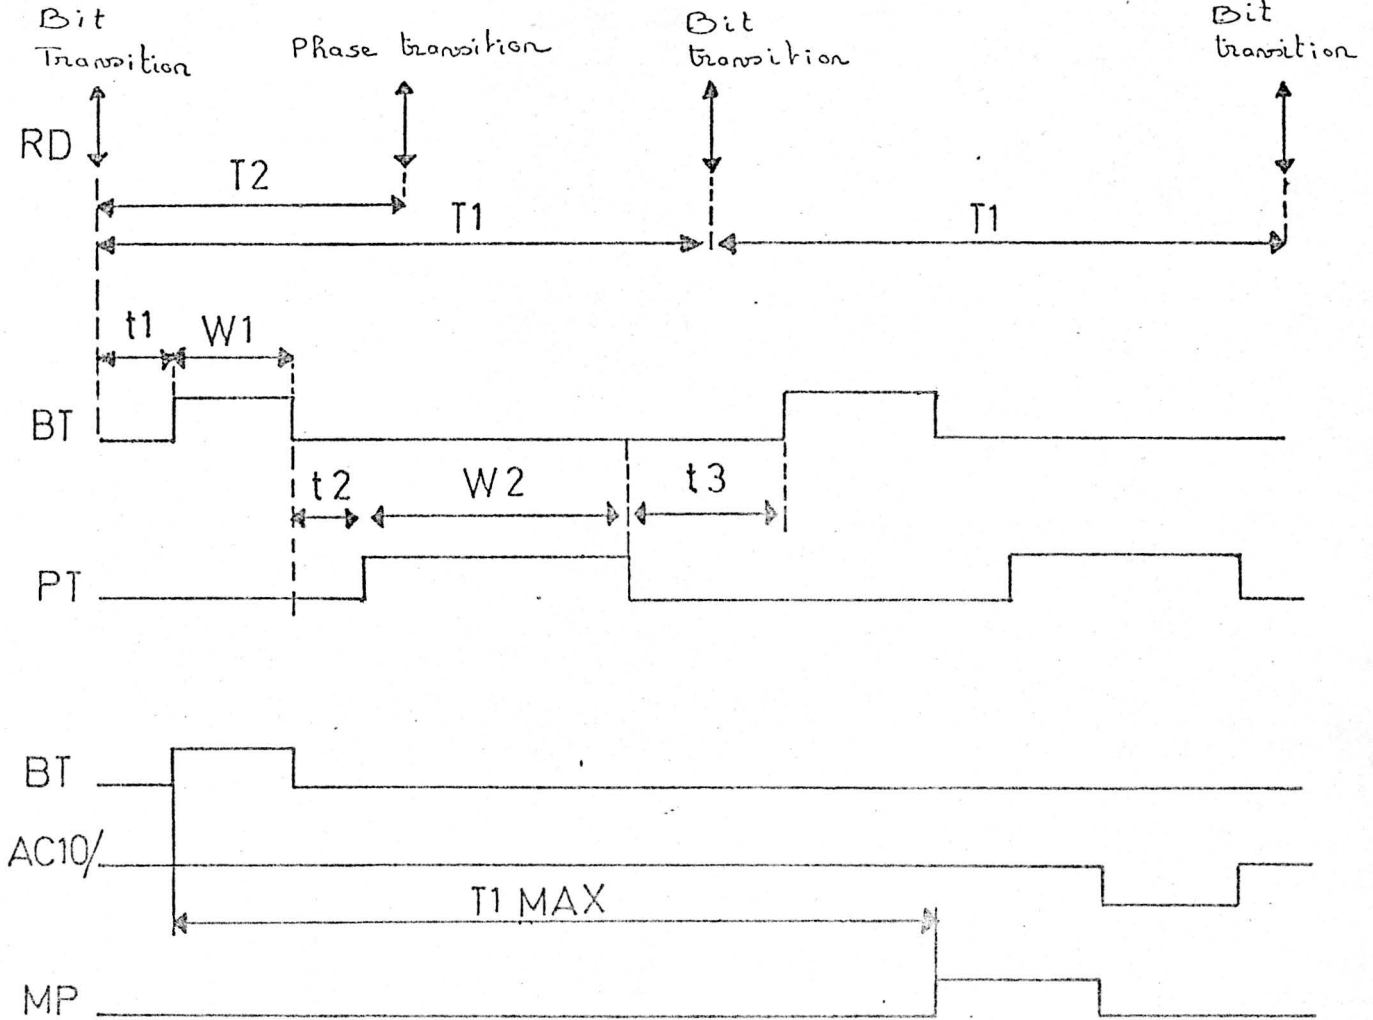 Bit
Transition
Phase transition
Bit
transition
Bit
transition
RD
T2
T1
T1
t1
W1
BT
t2
W2
t3
PT
BT
AC10/
T1 MAX
MP